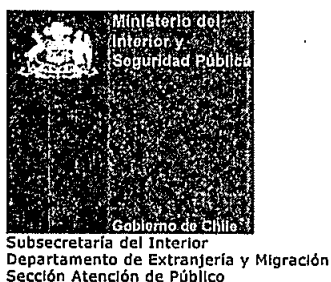 Ministerio del
Interior y
Seguridad Pública
Gobierno de Chile
Subsecretaría del Interior
Departamento de Extranjería y Migración
Sección Atención de Público